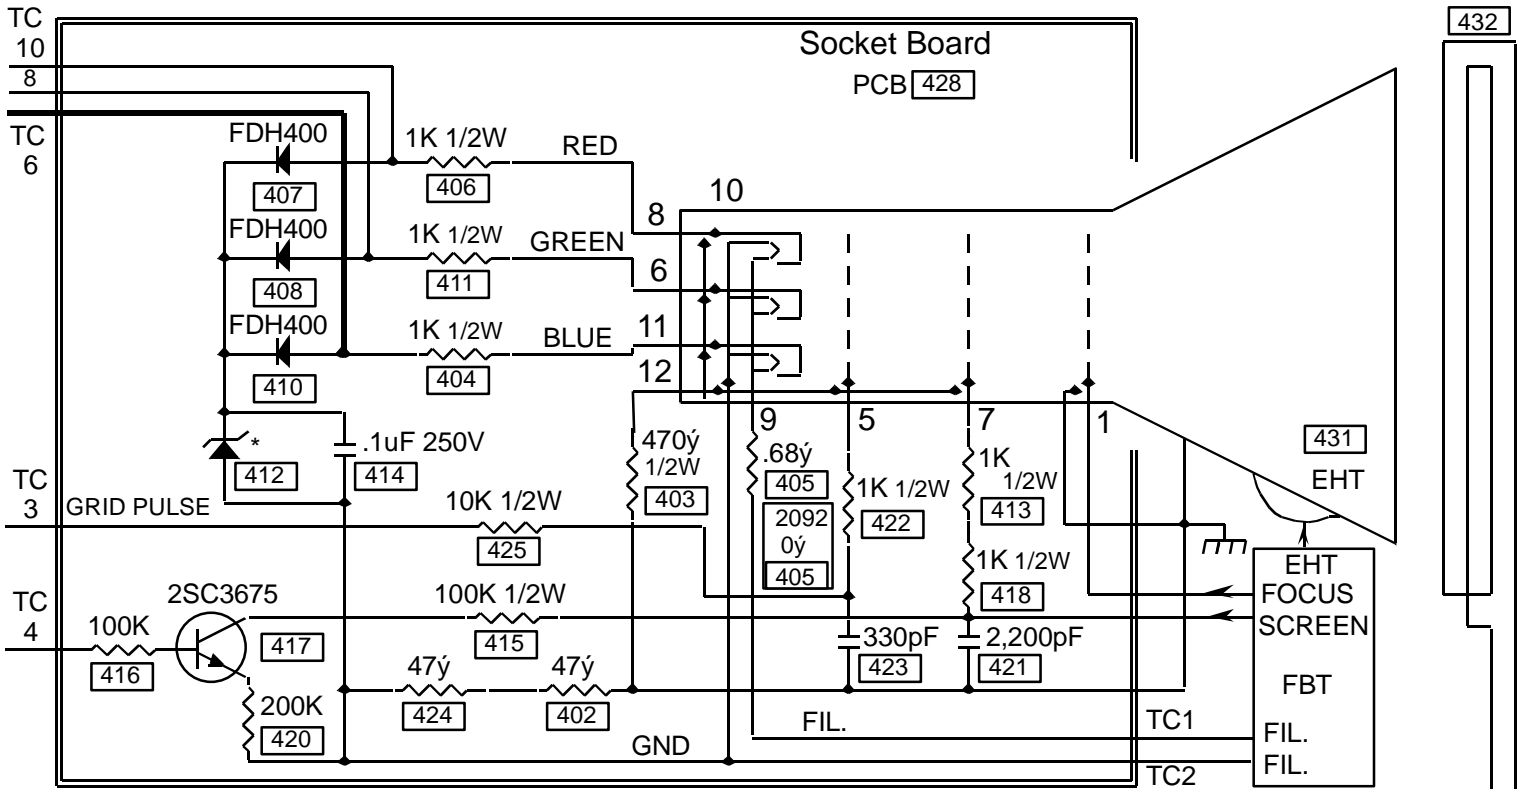 TC
10
8
TC
6
Socket Board
PCB 428
432
FDH400
407
1K 1/2W
406
RED
FDH400
408
1K 1/2W
411
GREEN
FDH400
410
1K 1/2W
404
BLUE
10
8
6
11
12
9
5
7
1
*
412
.1uF 250V
414
470ý
1/2W
403
.68ý
405
2092
0ý
405
1K 1/2W
422
1K
1/2W
413
1K 1/2W
418
431
EHT
TC
3
GRID PULSE
10K 1/2W
425
EHT
FOCUS
SCREEN
FBT
FIL.
FIL.
TC
4
100K
416
2SC3675
417
100K 1/2W
415
330pF
423
2,200pF
421
47ý
424
47ý
402
200K
420
FIL.
GND
TC1
TC2